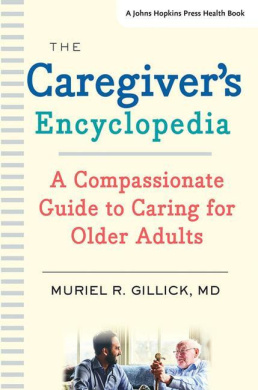 A Johns Hopkins Press Health Book
THE
Caregiver's
Encyclopedia
A Compassionate
Guide to Caring for
Older Adults
MURIEL R. GILLICK, MD